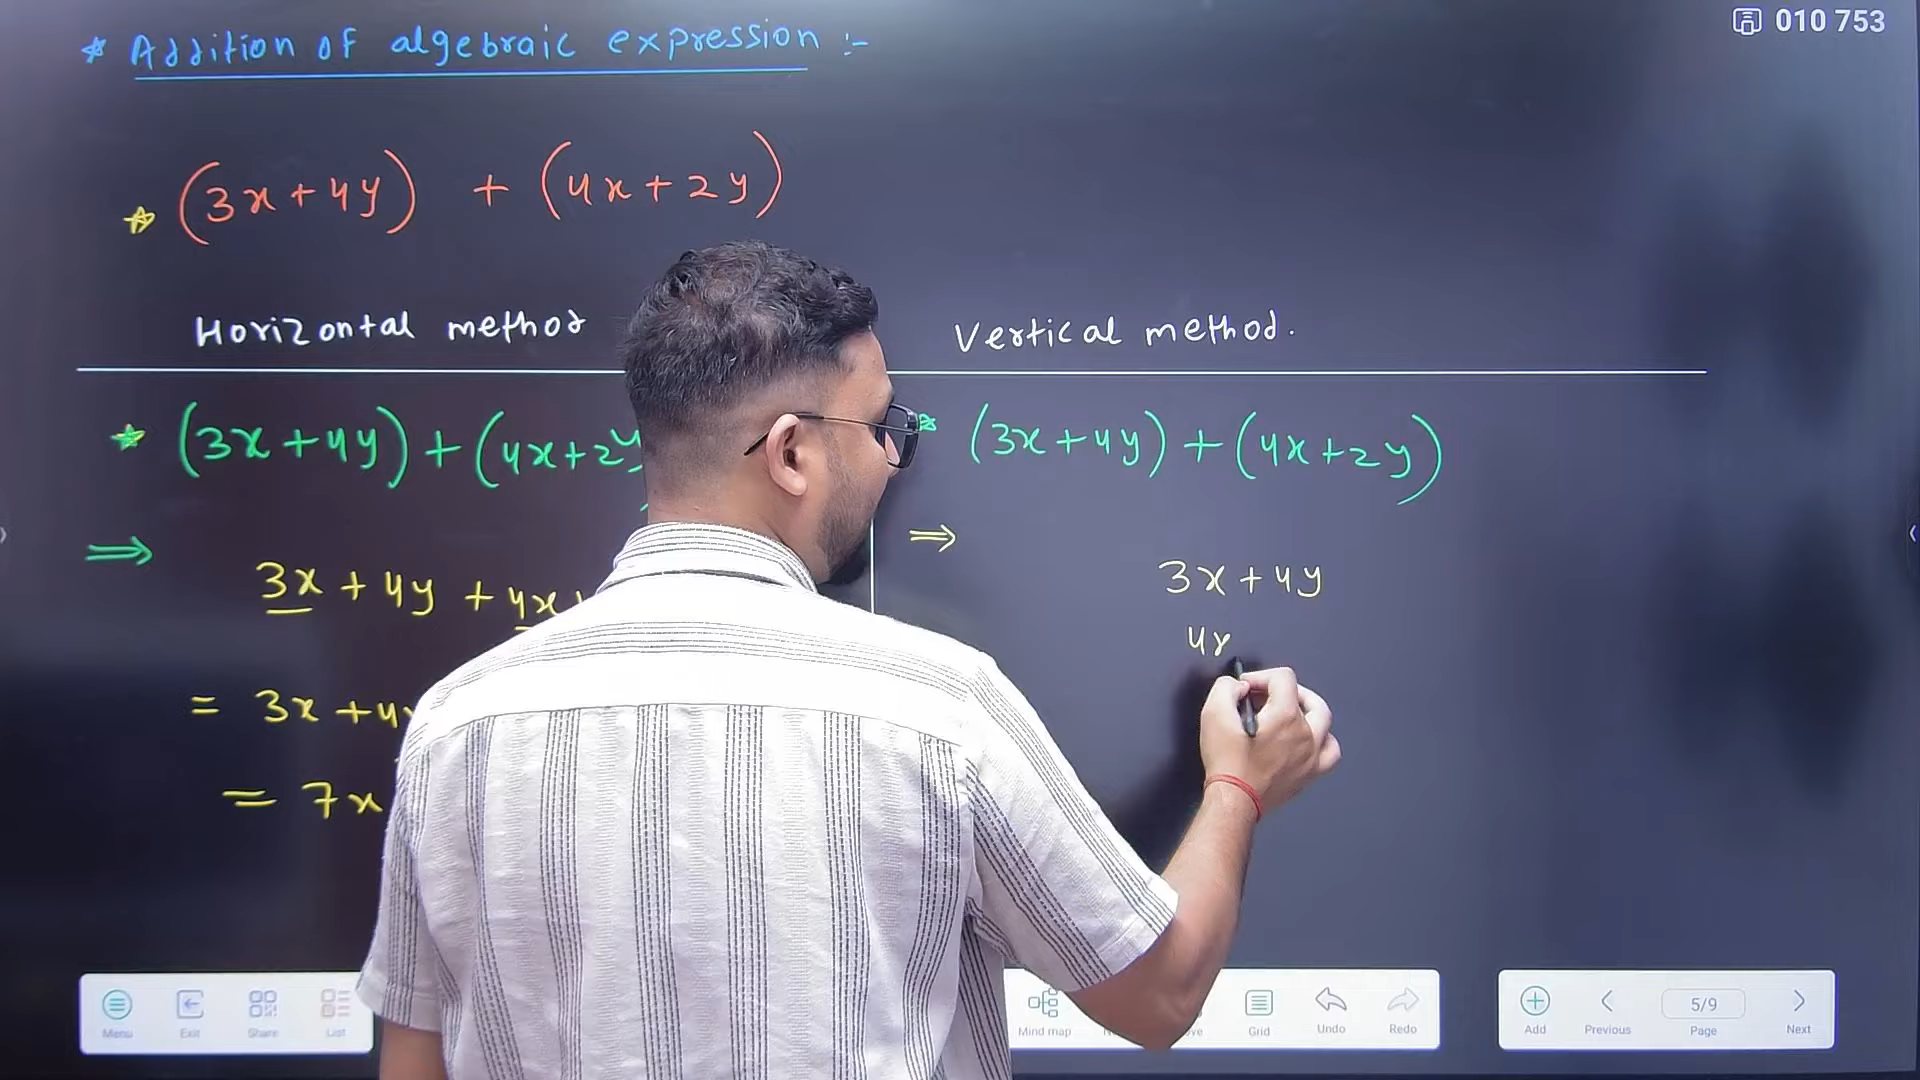 010 753
* Addition of algebraic expression :-
(3x+4y) + (4x+2y)
Horizontal method
Vertical method.
* (3x+4y)+(4x+2y
(3x+4y)+(4x+2y)
⇒
⇒
3x + 4y + 4x
3x + 4y
4x
= 3x + 4
= 7x
Menu
Exit
Share
List
Mind map
Grid
Undo
Redo
Add
Previous
5/9
Page
Next